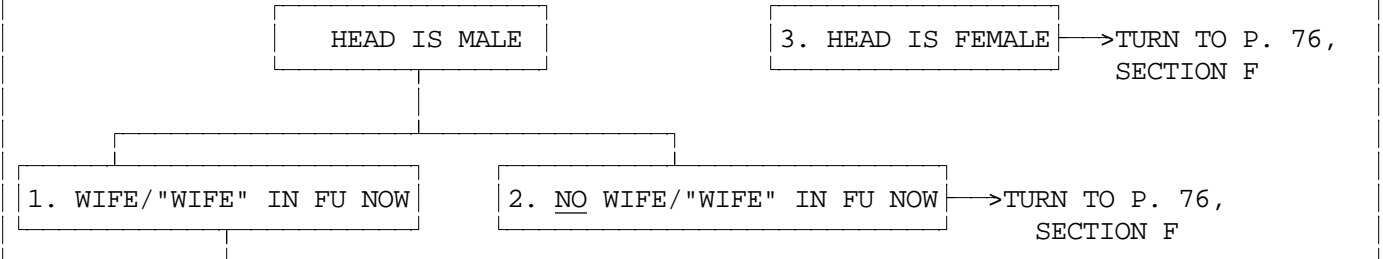 HEAD IS MALE 3. HEAD IS FEMALE--->TURN TO P. 76,
SECTION F
1. WIFE/"WIFE" IN FU NOW 2. NO WIFE/"WIFE" IN FU NOW--->TURN TO P. 76,
SECTION F